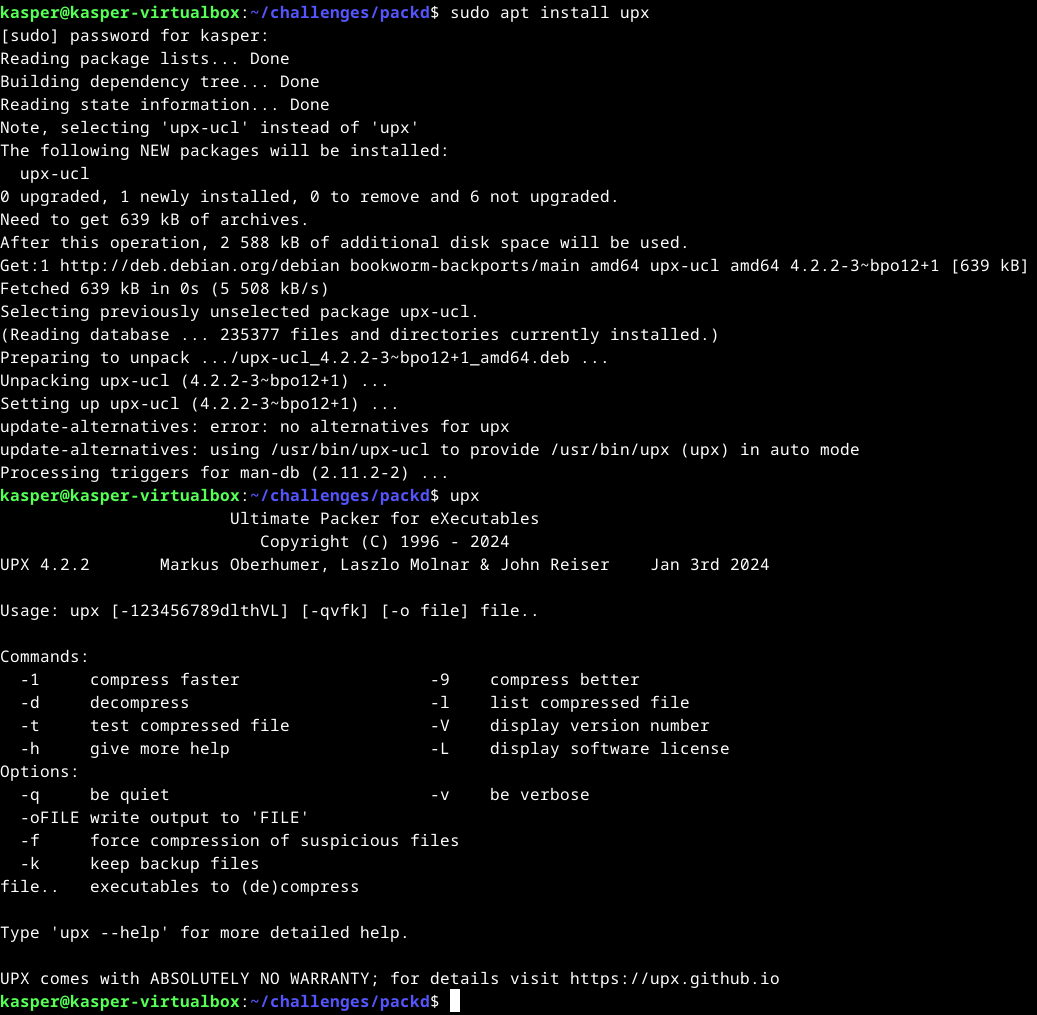 kasper@kasper-virtualbox:~/challenges/packd$ sudo apt install upx
[sudo] password for kasper:
Reading package lists... Done
Building dependency tree... Done
Reading state information... Done
Note, selecting 'upx-ucl' instead of 'upx'
The following NEW packages will be installed:
  upx-ucl
0 upgraded, 1 newly installed, 0 to remove and 6 not upgraded.
Need to get 639 kB of archives.
After this operation, 2 588 kB of additional disk space will be used.
Get:1 http://deb.debian.org/debian bookworm-backports/main amd64 upx-ucl amd64 4.2.2-3~bpo12+1 [639 kB]
Fetched 639 kB in 0s (5 508 kB/s)
Selecting previously unselected package upx-ucl.
(Reading database ... 235377 files and directories currently installed.)
Preparing to unpack .../upx-ucl_4.2.2-3~bpo12+1_amd64.deb ...
Unpacking upx-ucl (4.2.2-3~bpo12+1) ...
Setting up upx-ucl (4.2.2-3~bpo12+1) ...
update-alternatives: error: no alternatives for upx
update-alternatives: using /usr/bin/upx-ucl to provide /usr/bin/upx (upx) in auto mode
Processing triggers for man-db (2.11.2-2) ...
kasper@kasper-virtualbox:~/challenges/packd$ upx
                       Ultimate Packer for eXecutables
                          Copyright (C) 1996 - 2024
UPX 4.2.2       Markus Oberhumer, Laszlo Molnar & John Reiser    Jan 3rd 2024

Usage: upx [-123456789dlthVL] [-qvfk] [-o file] file..

Commands:
  -1     compress faster                   -9    compress better
  -d     decompress                        -l    list compressed file
  -t     test compressed file              -V    display version number
  -h     give more help                    -L    display software license
Options:
  -q     be quiet                          -v    be verbose
  -oFILE write output to 'FILE'
  -f     force compression of suspicious files
  -k     keep backup files
file..   executables to (de)compress

Type 'upx --help' for more detailed help.

UPX comes with ABSOLUTELY NO WARRANTY; for details visit https://upx.github.io
kasper@kasper-virtualbox:~/challenges/packd$